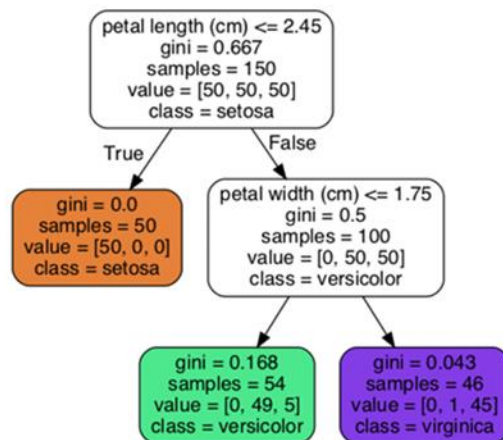 petal length (cm) <= 2.45
gini = 0.667
samples = 150
value = [50, 50, 50]
class = setosa
True
False
gini = 0.0
samples = 50
value = [50, 0, 0]
class = setosa
petal width (cm) <= 1.75
gini = 0.5
samples = 100
value = [0, 50, 50]
class = versicolor
gini = 0.168
samples = 54
value = [0, 49, 5]
class = versicolor
gini = 0.043
samples = 46
value = [0, 1, 45]
class = virginica